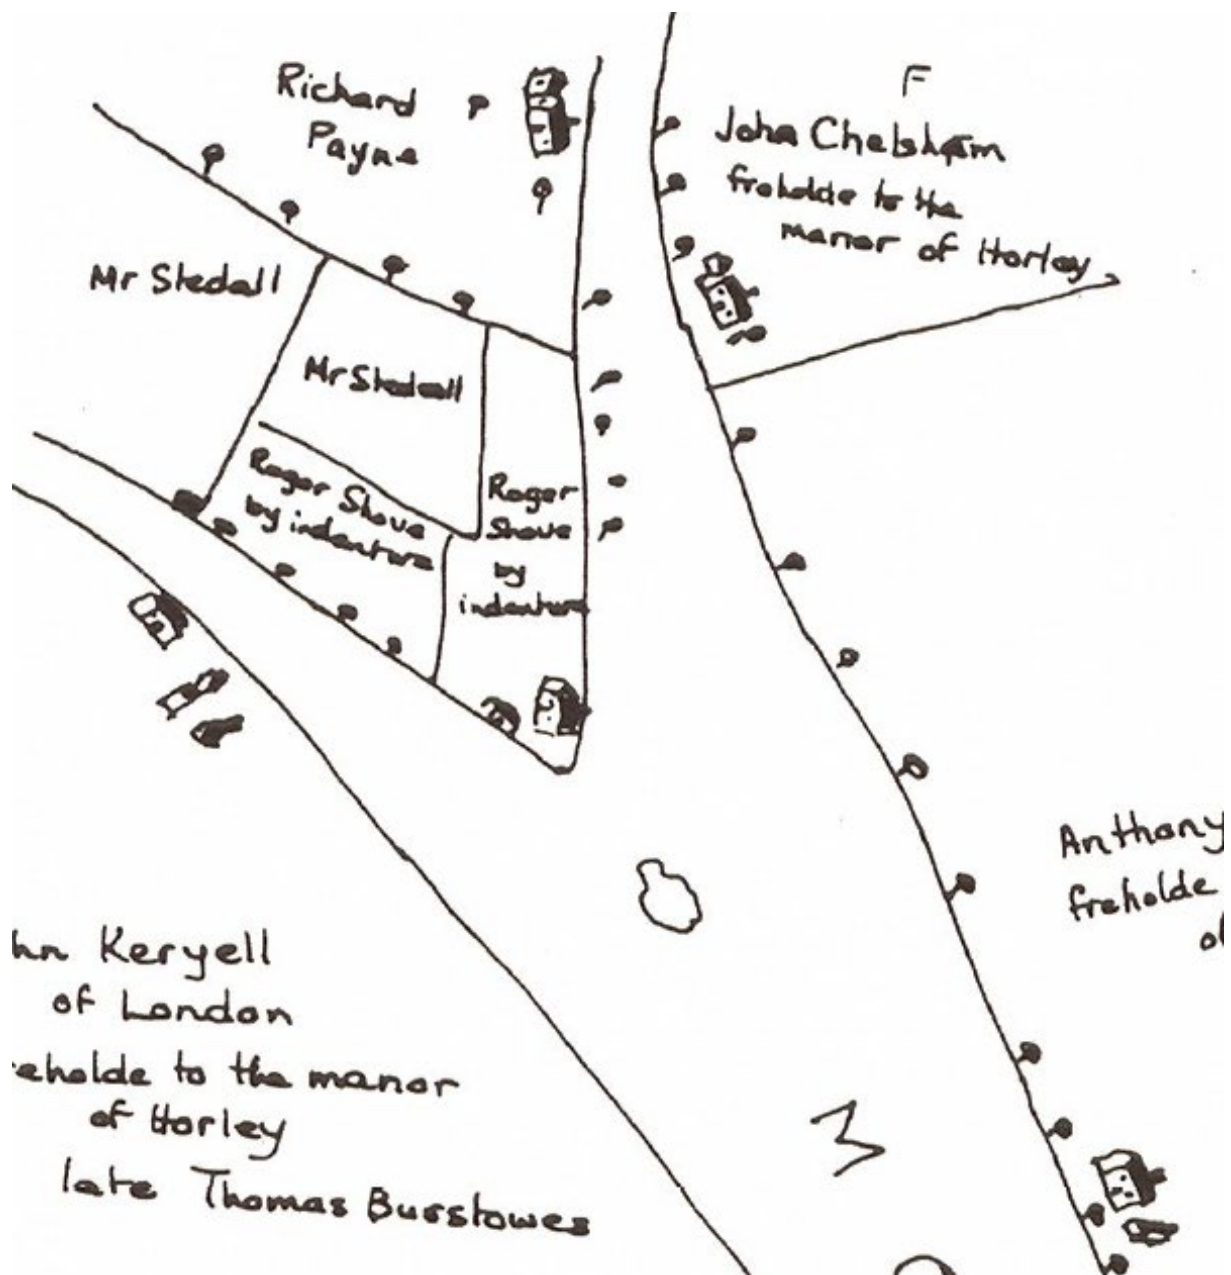 Richard
Payne
F
John Chelsham
freholde to the
manor of Horley
Mr Stedall
Mr Stedall
Roger Shove
by indenture
Roger
Shove
by
indenture
Anthony
freholde
of
hn Keryell
of London
eholde to the manor
of Horley
late Thomas Burstowes
M